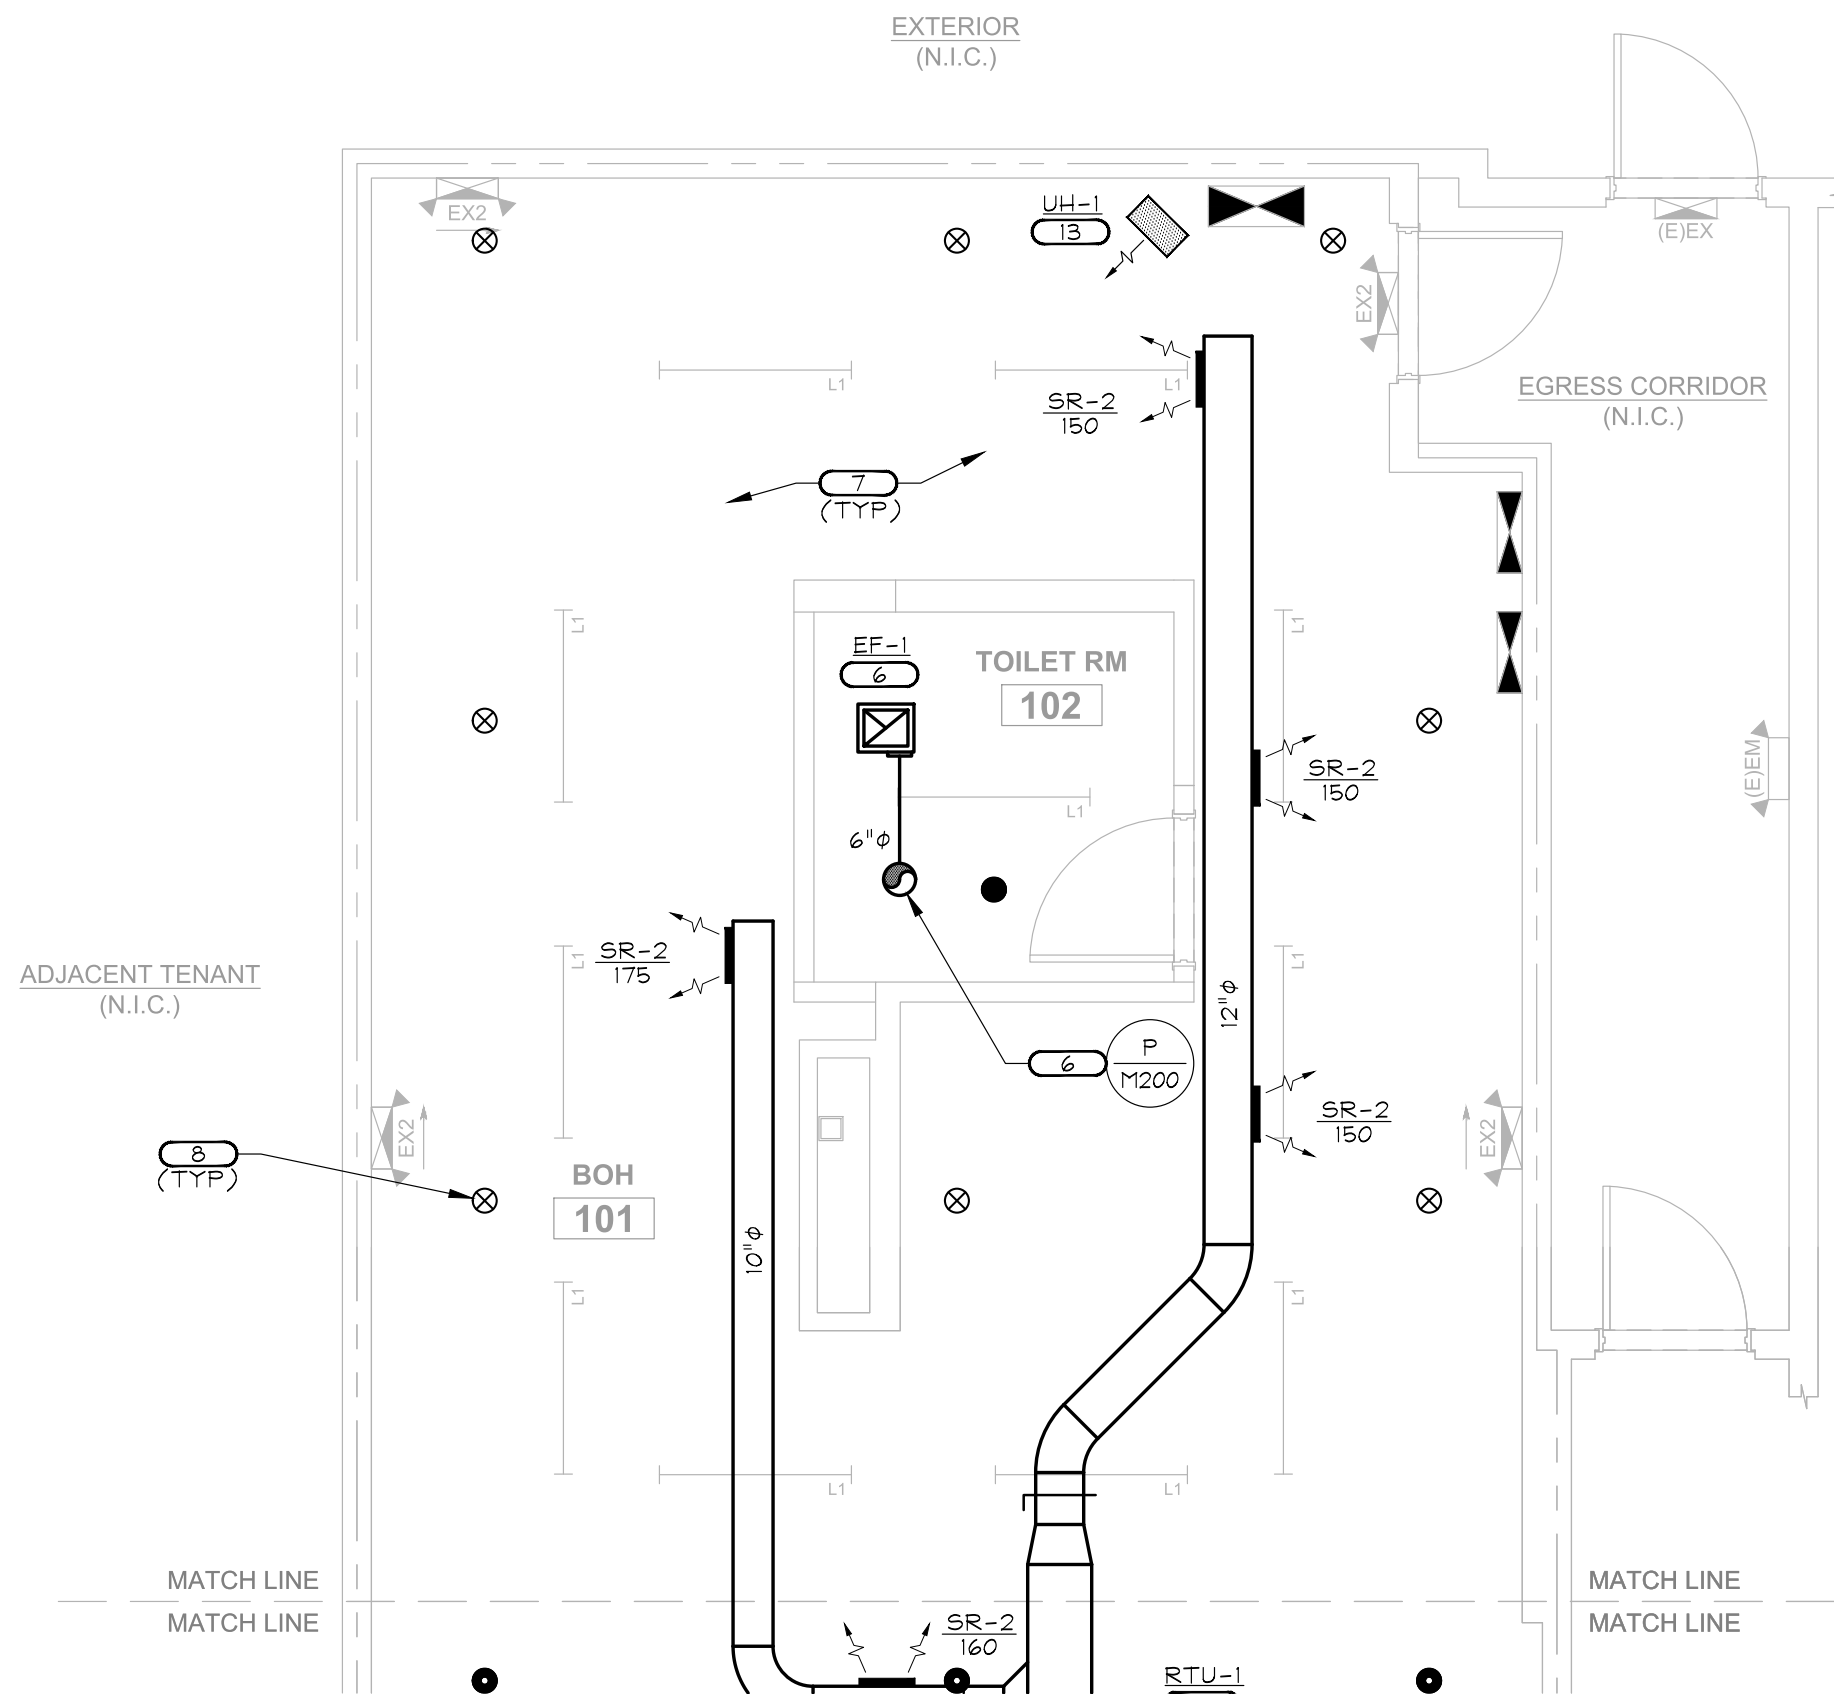 EXTERIOR
(N.I.C.)
UH-1
13
EX2
(E)EX
EX2
L1
L1
SR-2
150
EGRESS CORRIDOR
(N.I.C.)
7
(TYP)
L1
L1
EF-1
6
TOILET RM
102
SR-2
150
(E)EM
L1
6"ϕ
SR-2
175
L1
L1
ADJACENT TENANT
(N.I.C.)
12"ϕ
6
P
M200
SR-2
150
EX2
EX2
8
(TYP)
BOH
101
10"ϕ
L1
L1
L1
L1
MATCH LINE
MATCH LINE
MATCH LINE
MATCH LINE
SR-2
160
RTU-1